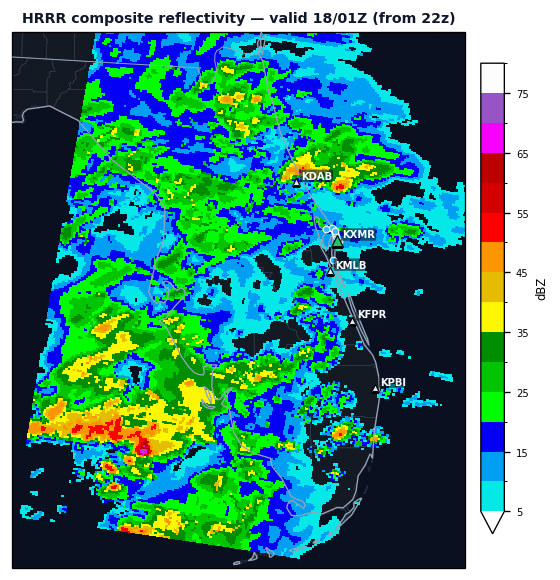 HRRR composite reflectivity — valid 18/01Z (from 22z)
KDAB
KXMR
KMLB
KFPR
KPBI
75
65
55
45
35
25
15
5
dBZ